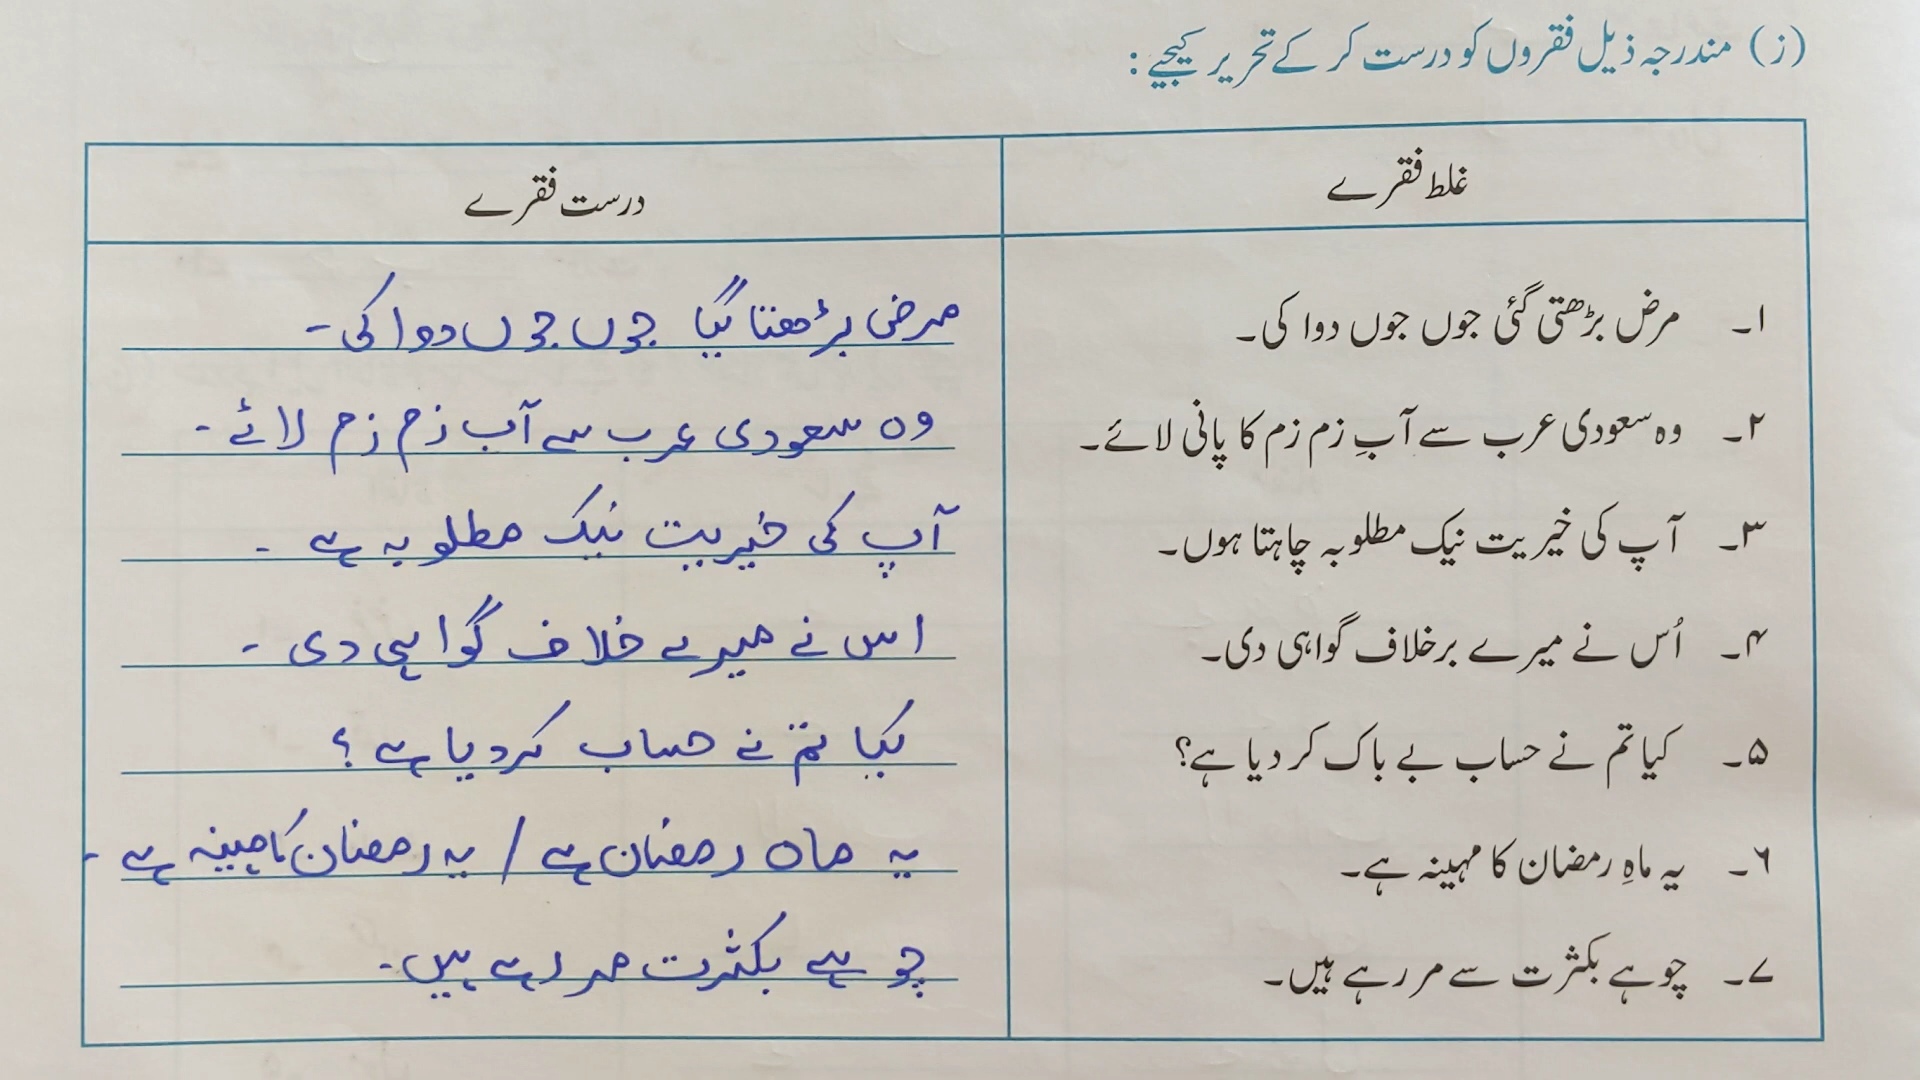 (ز) مندرجہ ذیل فقروں کو درست کر کے تحریر کیجیے:
غلط فقرے
درست فقرے
۱۔ مرض بڑھتی گئی جوں جوں دوا کی۔
مرض بڑھتا گیا جوں جوں دوا کی۔
۲۔ وہ سعودی عرب سے آبِ زم زم کا پانی لائے۔
وہ سعودی عرب سے آب زم زم لائے۔
۳۔ آپ کی خیریت نیک مطلوبہ چاہتا ہوں۔
آپ کی خیریت نیک مطلوبہ ہے۔
۴۔ اُس نے میرے برخلاف گواہی دی۔
اس نے میرے خلاف گواہی دی۔
۵۔ کیا تم نے حساب بے باک کر دیا ہے؟
کیا تم نے حساب کر دیا ہے؟
۶۔ یہ ماہِ رمضان کا مہینہ ہے۔
یہ ماہ رمضان ہے / یہ رمضان کا مہینہ ہے۔
۷۔ چوہے بکثرت سے مر رہے ہیں۔
چوہے بکثرت مر رہے ہیں۔